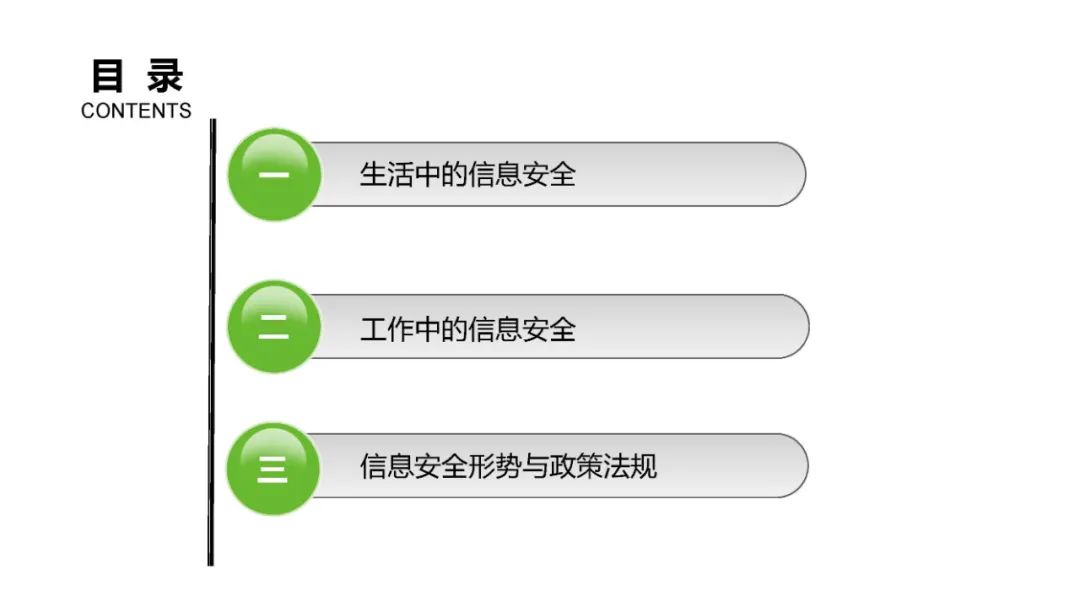 目 录
CONTENTS
一 生活中的信息安全
二 工作中的信息安全
三 信息安全形势与政策法规